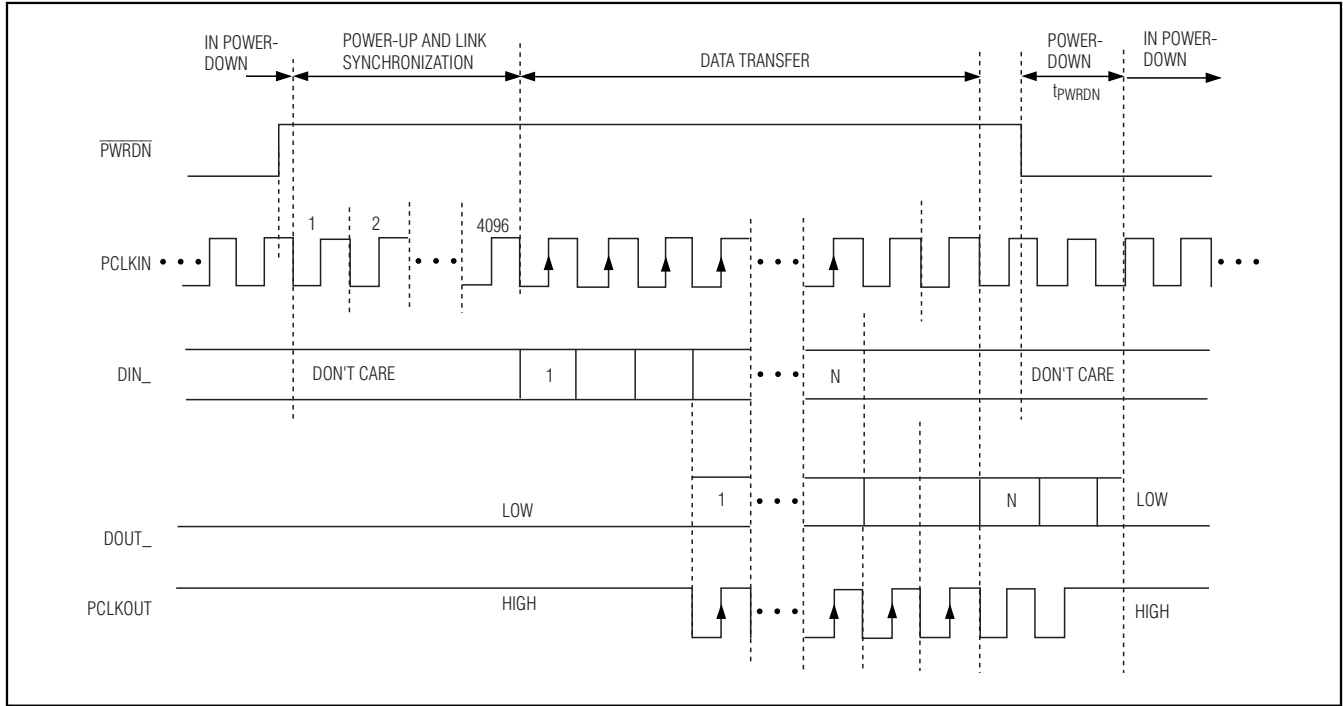 IN POWER-
DOWN
POWER-UP AND LINK
SYNCHRONIZATION
DATA TRANSFER
POWER-
DOWN
tPWRDN
IN POWER-
DOWN
PWRDN
1
2
4096
PCLKIN
DIN_
DON'T CARE
1
N
DON'T CARE
DOUT_
LOW
1
N
LOW
PCLKOUT
HIGH
HIGH